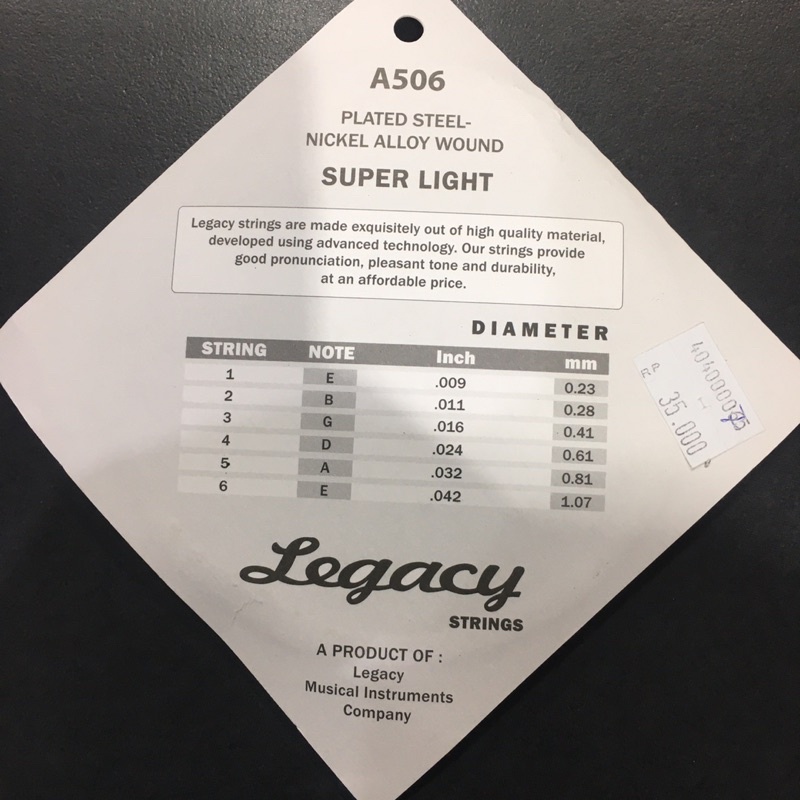 A506
PLATED STEEL-
NICKEL ALLOY WOUND
SUPER LIGHT
Legacy strings are made exquisitely out of high quality material,
developed using advanced technology. Our strings provide
good pronunciation, pleasant tone and durability,
at an affordable price.
DIAMETER
STRING NOTE Inch mm
1 E .009 0.23
2 B .011 0.28
3 G .016 0.41
4 D .024 0.61
5 A .032 0.81
6 E .042 1.07
Legacy
STRINGS
A PRODUCT OF :
Legacy
Musical Instruments
Company
RP 35.000